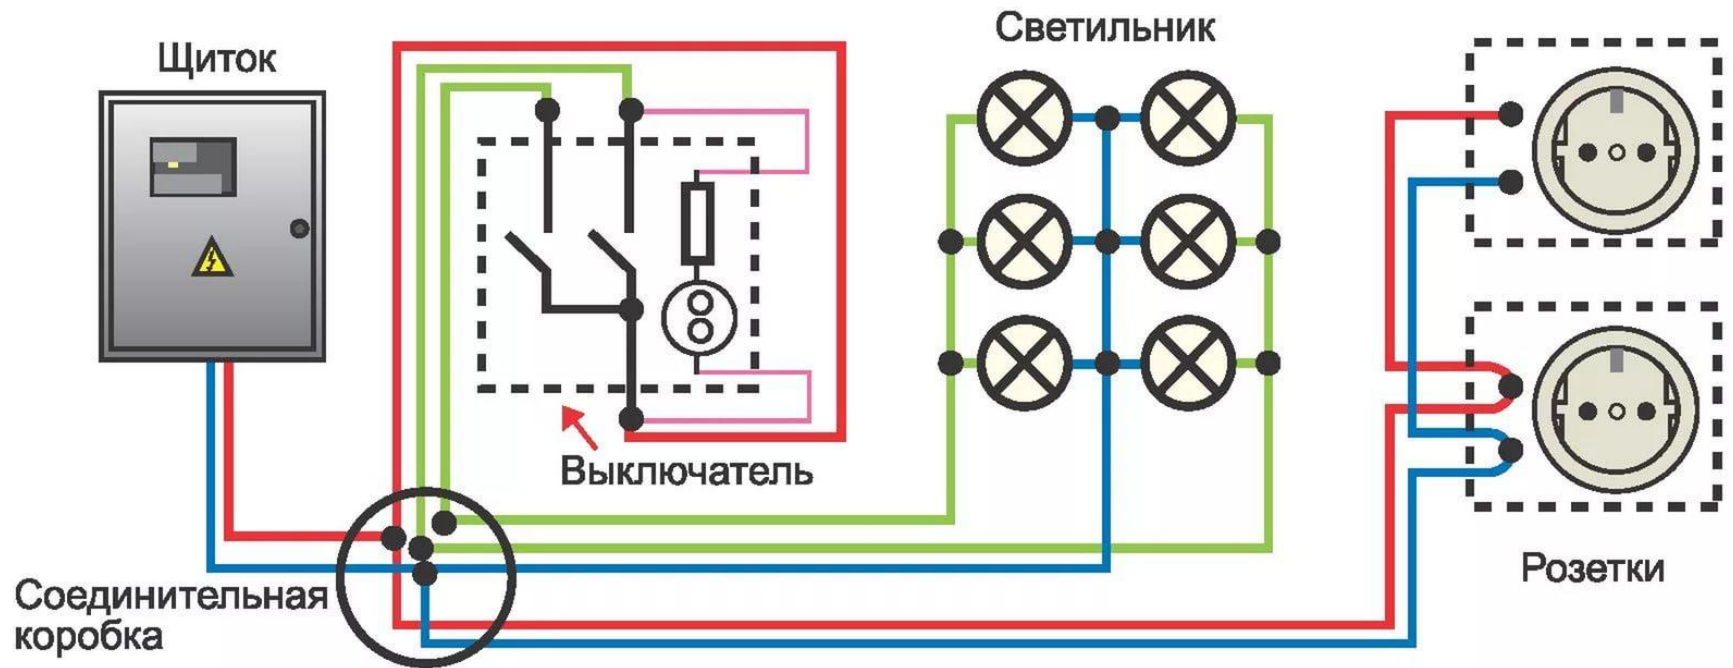 Щиток
Светильник
Выключатель
Соединительная
коробка
Розетки